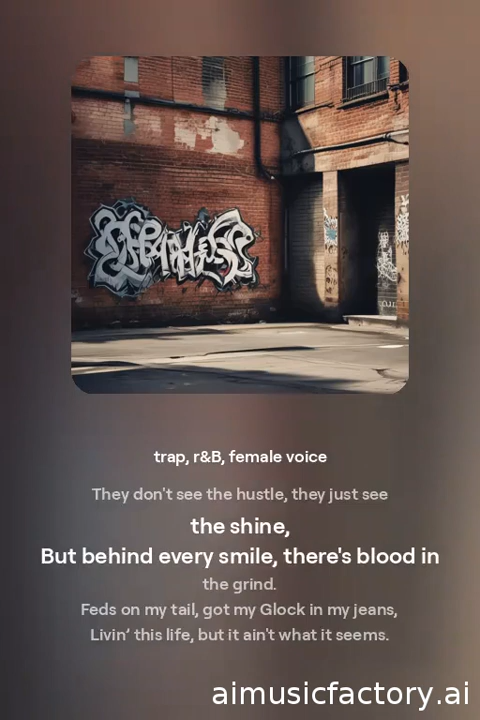 trap, r&B, female voice
They don't see the hustle, they just see
the shine,
But behind every smile, there's blood in
the grind.
Feds on my tail, got my Glock in my jeans,
Livin’ this life, but it ain't what it seems.
aimusicfactory.ai